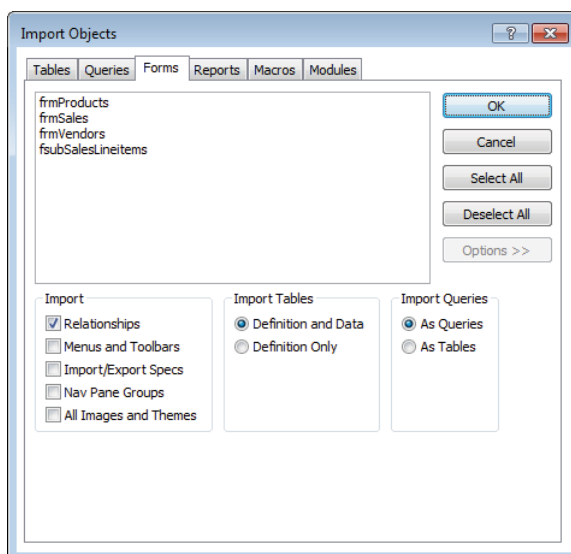 Import Objects
Tables Queries Forms Reports Macros Modules
frmProducts
frmSales
frmVendors
fsubSalesLineitems
OK
Cancel
Select All
Deselect All
Options >>
Import
Relationships
Menus and Toolbars
Import/Export Specs
Nav Pane Groups
All Images and Themes
Import Tables
Definition and Data
Definition Only
Import Queries
As Queries
As Tables